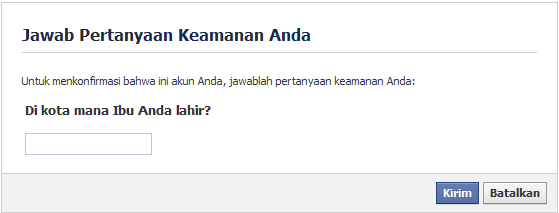 Jawab Pertanyaan Keamanan Anda
Untuk menkonfirmasi bahwa ini akun Anda, jawablah pertanyaan keamanan Anda:
Di kota mana Ibu Anda lahir?
Kirim
Batalkan